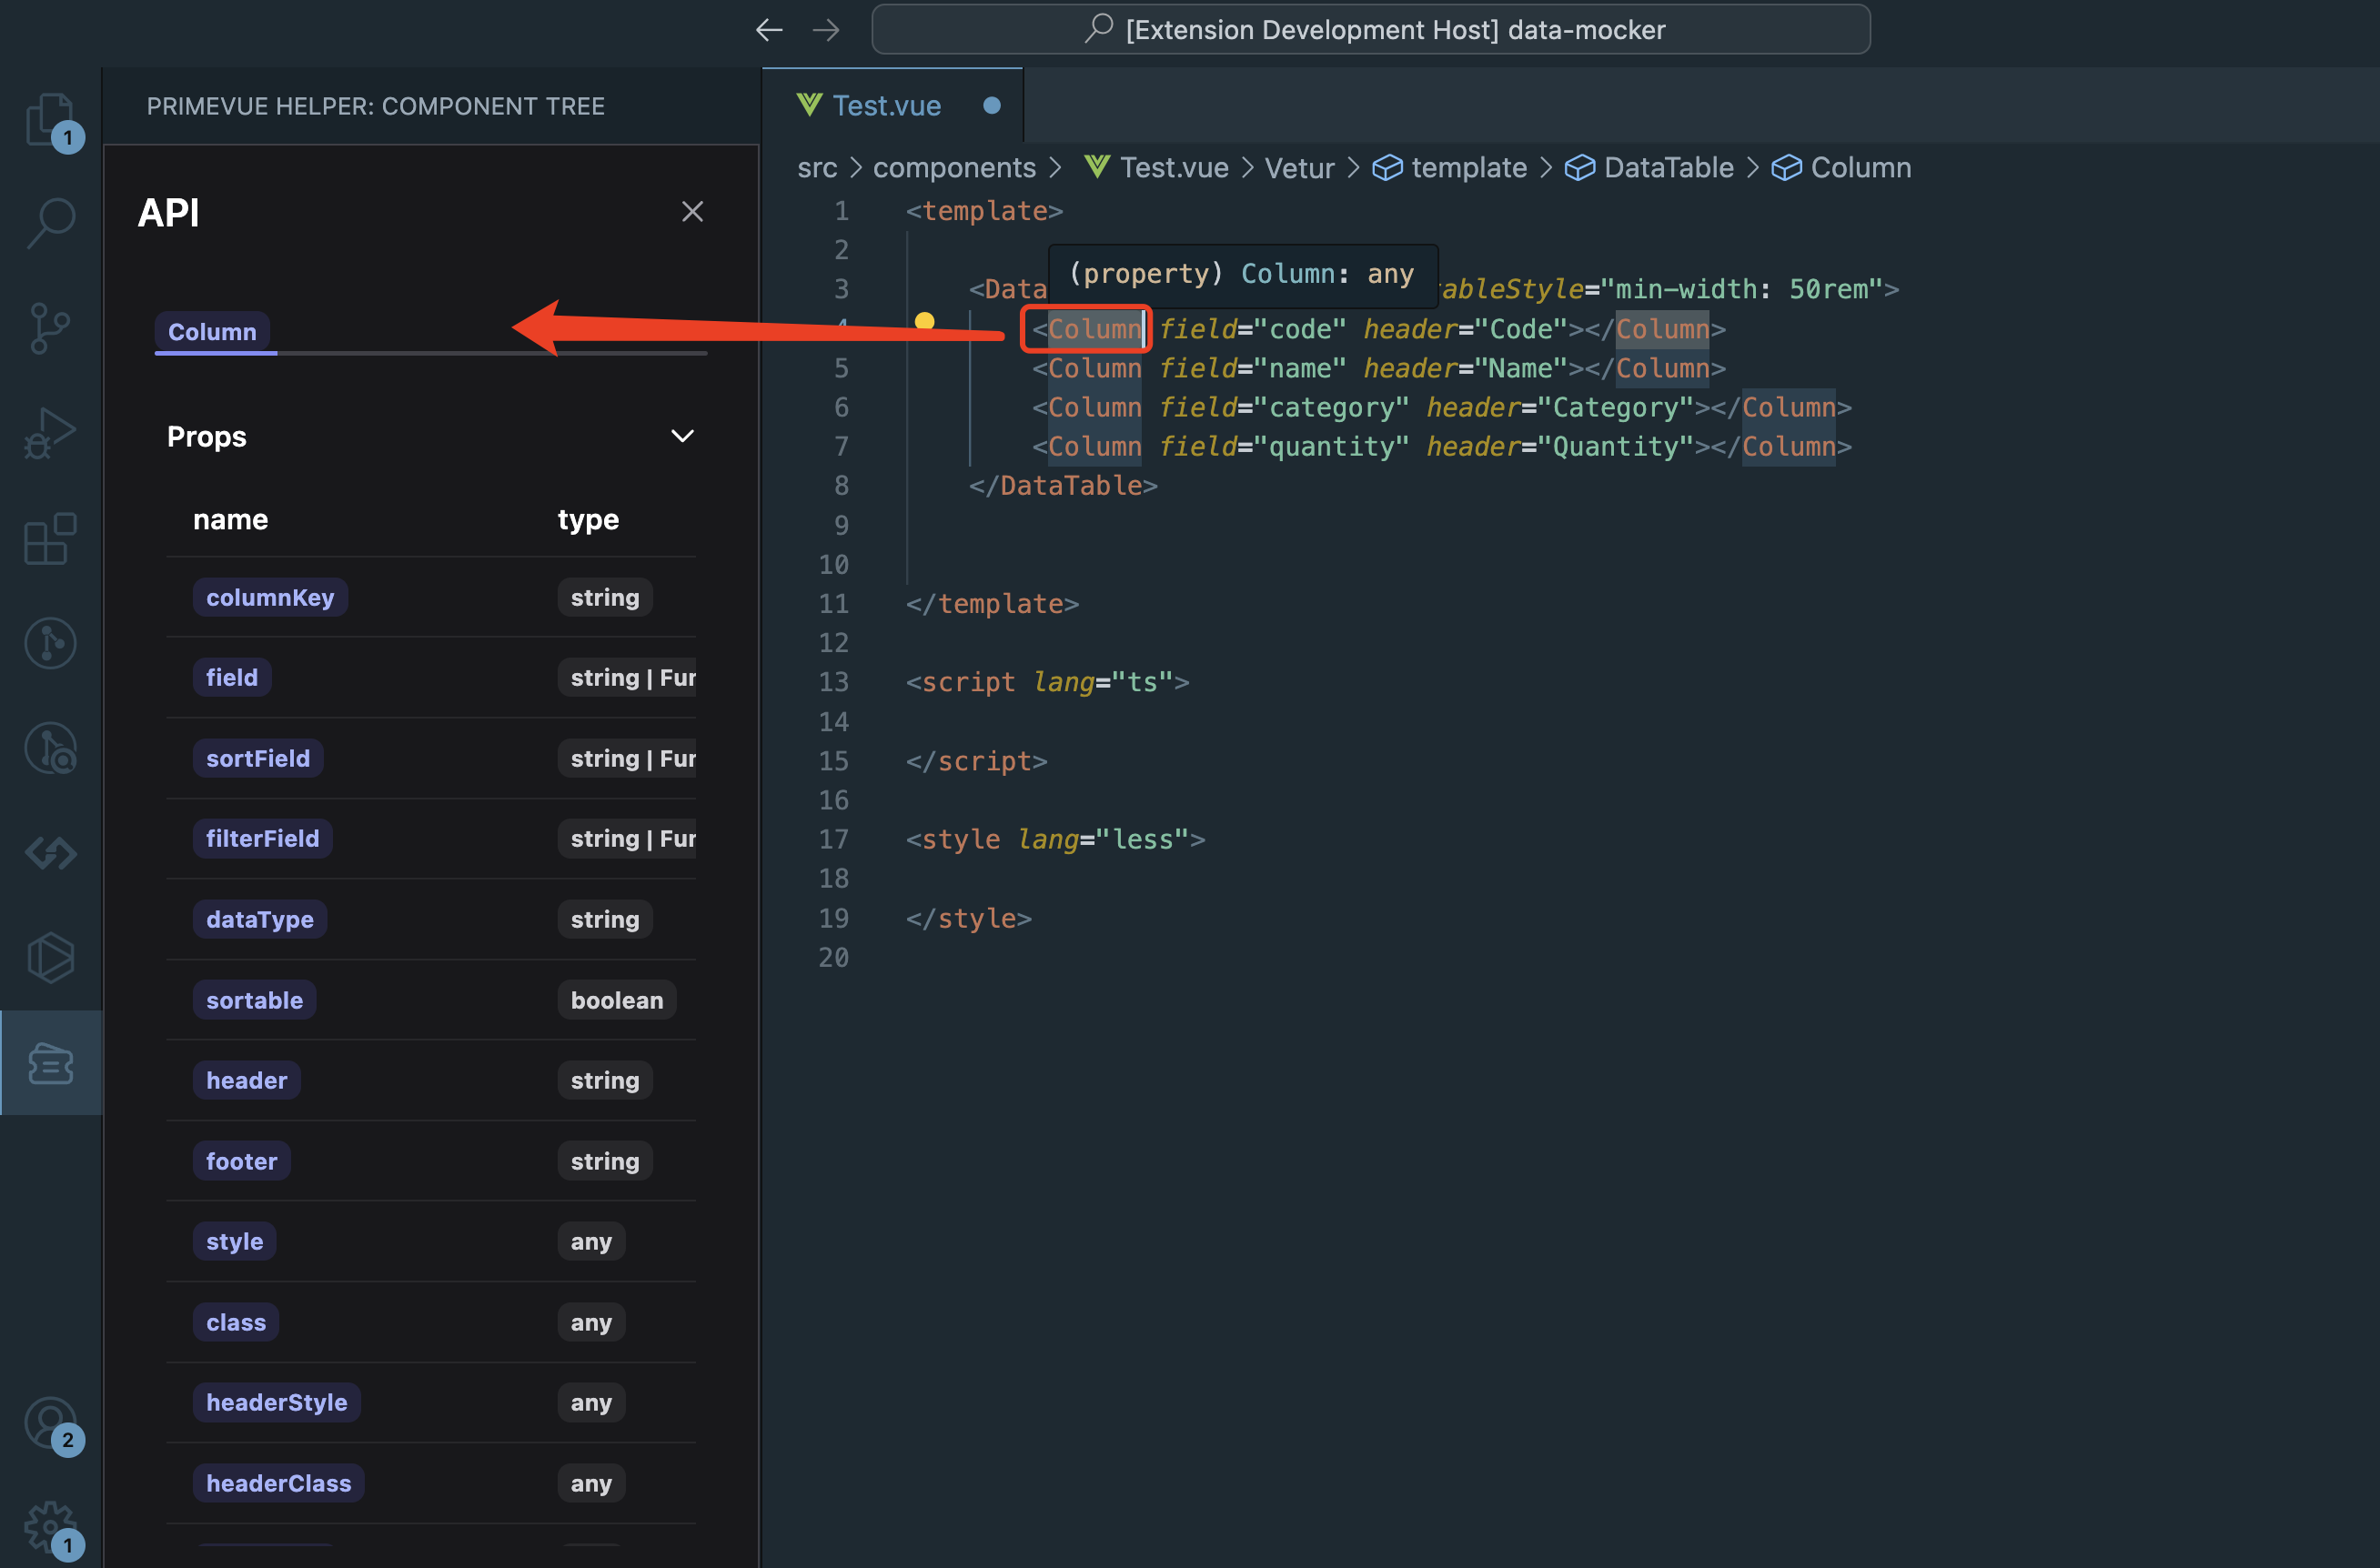 [Extension Development Host] data-mocker
1
2
1
PRIMEVUE HELPER: COMPONENT TREE
API
Column
Props
name type
columnKey string
field string | Fur
sortField string | Fur
filterField string | Fur
dataType string
sortable boolean
header string
footer string
style any
class any
headerStyle any
headerClass any
Test.vue
src > components > Test.vue > Vetur > template > DataTable > Column
1 <template>
2
(property) Column: any
3 <Data ableStyle="min-width: 50rem">
<Column field="code" header="Code"></Column>
5 <Column field="name" header="Name"></Column>
6 <Column field="category" header="Category"></Column>
7 <Column field="quantity" header="Quantity"></Column>
8 </DataTable>
9
10
11 </template>
12
13 <script lang="ts">
14
15 </script>
16
17 <style lang="less">
18
19 </style>
20